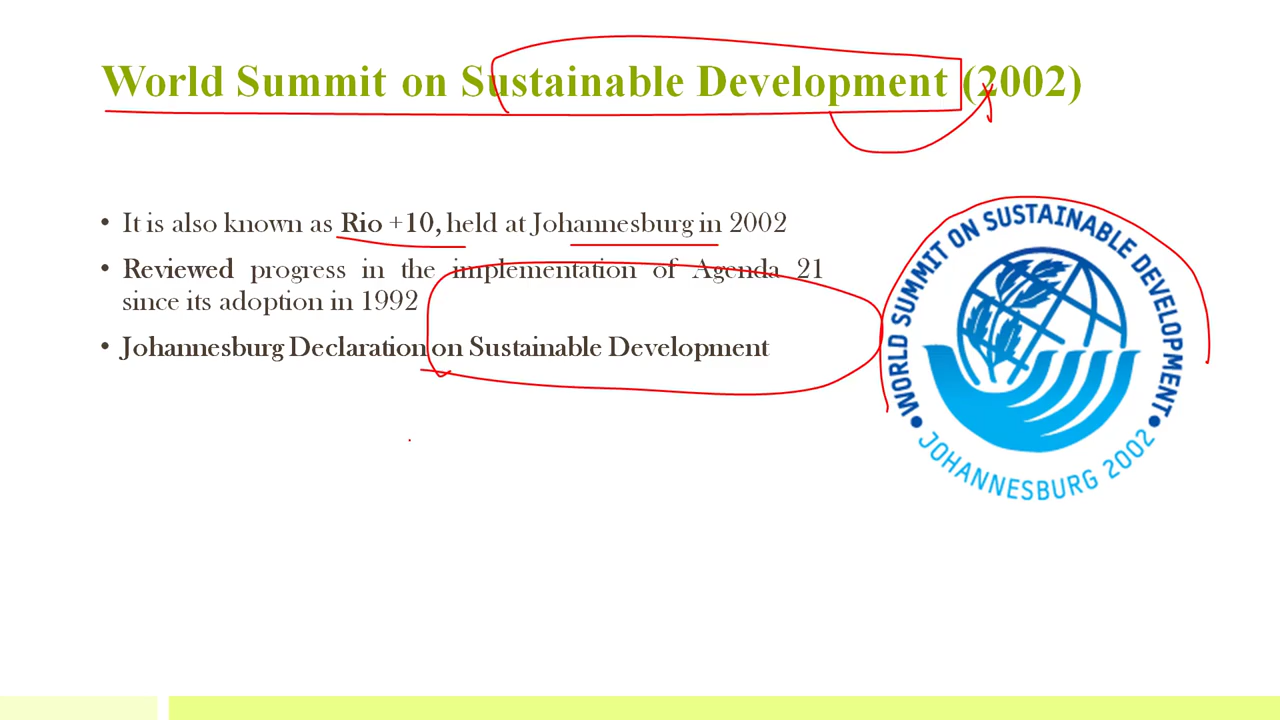 World Summit on Sustainable Development (2002)
• It is also known as Rio +10, held at Johannesburg in 2002
• Reviewed progress in the implementation of Agenda 21
since its adoption in 1992
• Johannesburg Declaration on Sustainable Development
• WORLD SUMMIT ON SUSTAINABLE DEVELOPMENT •
JOHANNESBURG 2002